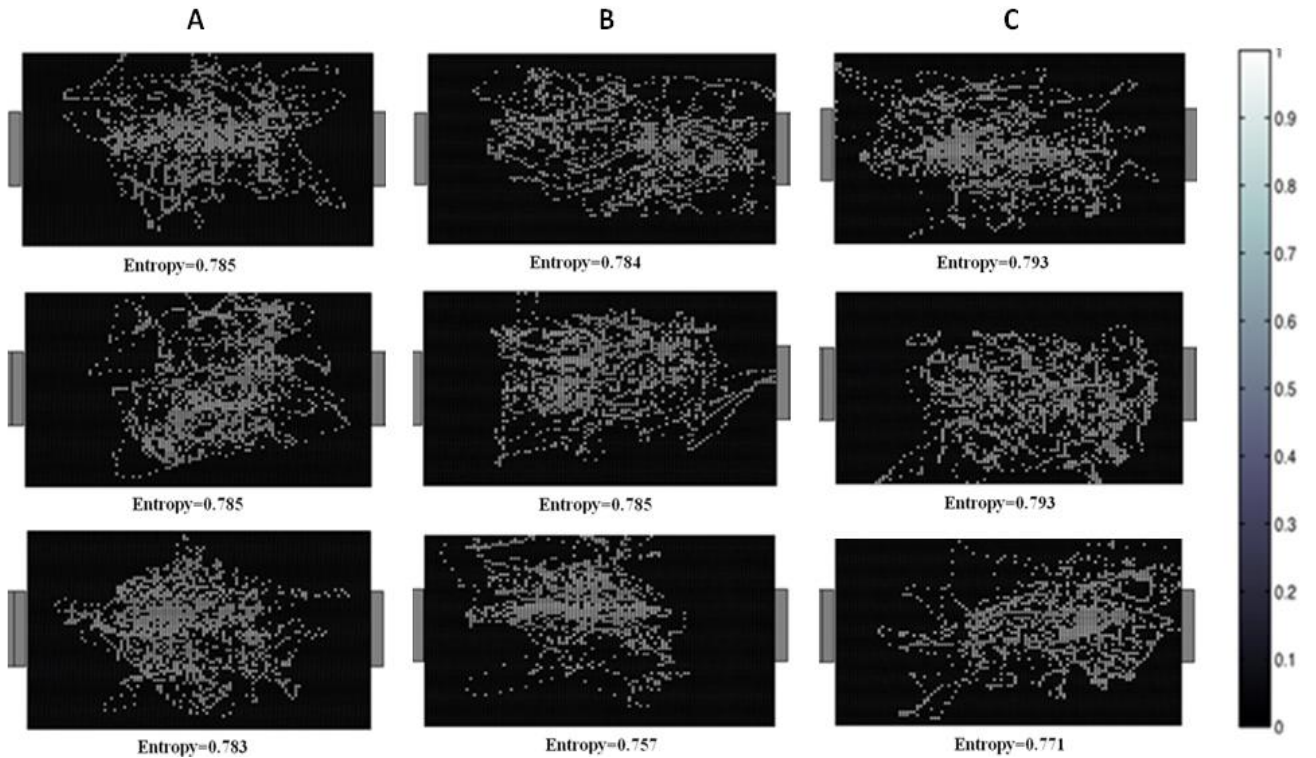 A B C
Entropy=0.785 Entropy=0.784 Entropy=0.793
Entropy=0.785 Entropy=0.785 Entropy=0.793
Entropy=0.783 Entropy=0.757 Entropy=0.771
1
0.9
0.8
0.7
0.6
0.5
0.4
0.3
0.2
0.1
0